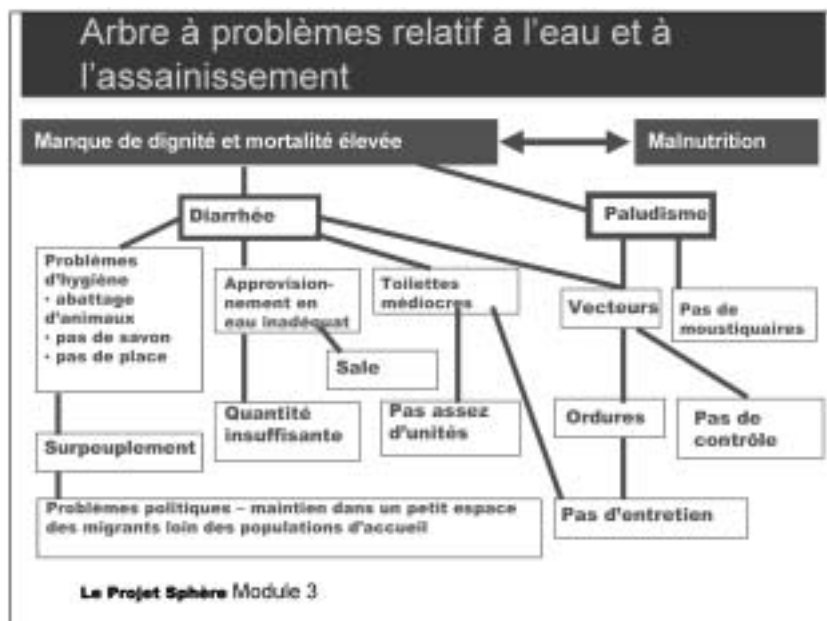 Arbre à problèmes relatif à l'eau et à
l'assainissement
Manque de dignité et mortalité élevée
Malnutrition
Diarrhée
Paludisme
Problèmes
d'hygiène
• abattage
d'animaux
• pas de savon
• pas de place
Approvision-
nement en
eau inadéquat
Toilettes
médiocres
Vecteurs
Pas de
moustiquaires
Sale
Quantité
insuffisante
Pas assez
d'unités
Ordures
Pas de
contrôle
Surpeuplement
Problèmes politiques – maintien dans un petit espace
des migrants loin des populations d'accueil
Pas d'entretien
Le Projet Sphère Module 3